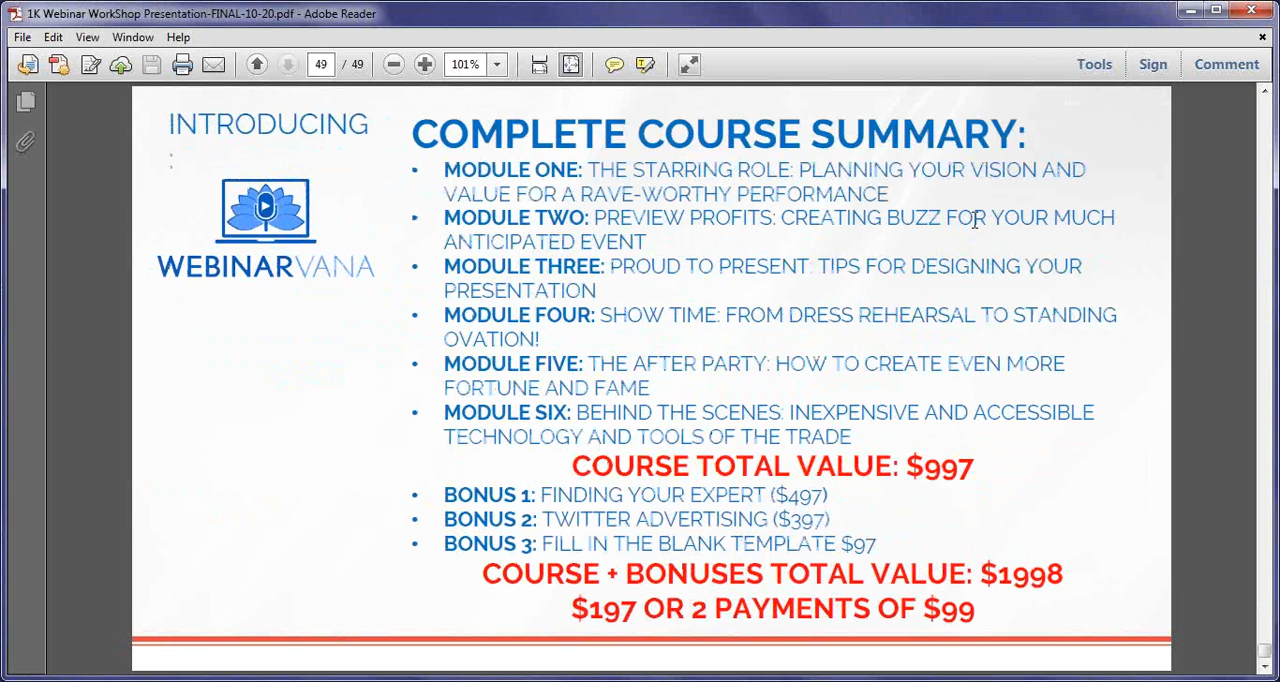 1K Webinar WorkShop Presentation-FINAL-10-20.pdf - Adobe Reader
File Edit View Window Help
49 / 49 101% Tools Sign Comment
INTRODUCING
:
WEBINARVANA
COMPLETE COURSE SUMMARY:
• MODULE ONE: THE STARRING ROLE: PLANNING YOUR VISION AND
VALUE FOR A RAVE-WORTHY PERFORMANCE
• MODULE TWO: PREVIEW PROFITS: CREATING BUZZ FOR YOUR MUCH
ANTICIPATED EVENT
• MODULE THREE: PROUD TO PRESENT: TIPS FOR DESIGNING YOUR
PRESENTATION
• MODULE FOUR: SHOW TIME: FROM DRESS REHEARSAL TO STANDING
OVATION!
• MODULE FIVE: THE AFTER PARTY: HOW TO CREATE EVEN MORE
FORTUNE AND FAME
• MODULE SIX: BEHIND THE SCENES: INEXPENSIVE AND ACCESSIBLE
TECHNOLOGY AND TOOLS OF THE TRADE
COURSE TOTAL VALUE: $997
• BONUS 1: FINDING YOUR EXPERT ($497)
• BONUS 2: TWITTER ADVERTISING ($397)
• BONUS 3: FILL IN THE BLANK TEMPLATE $97
COURSE + BONUSES TOTAL VALUE: $1998
$197 OR 2 PAYMENTS OF $99